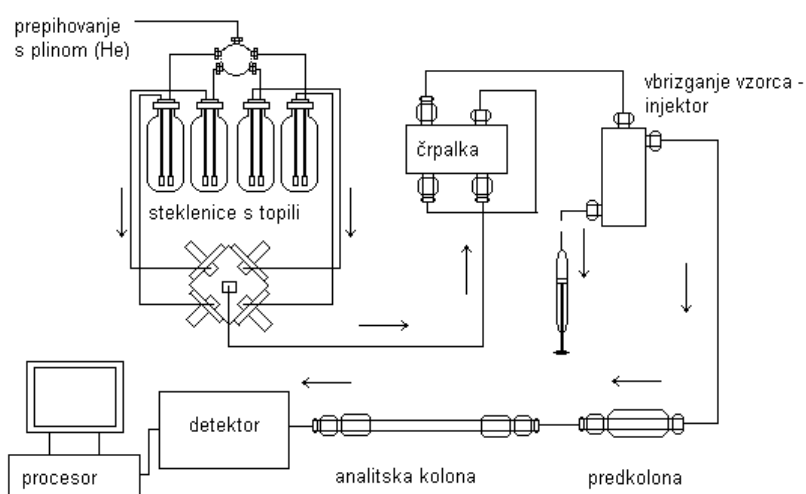 prepihovanje
s plinom (He)
vbrizganje vzorca -
injektor
črpalka
steklenice s topili
detektor
procesor
analitska kolona
predkolona